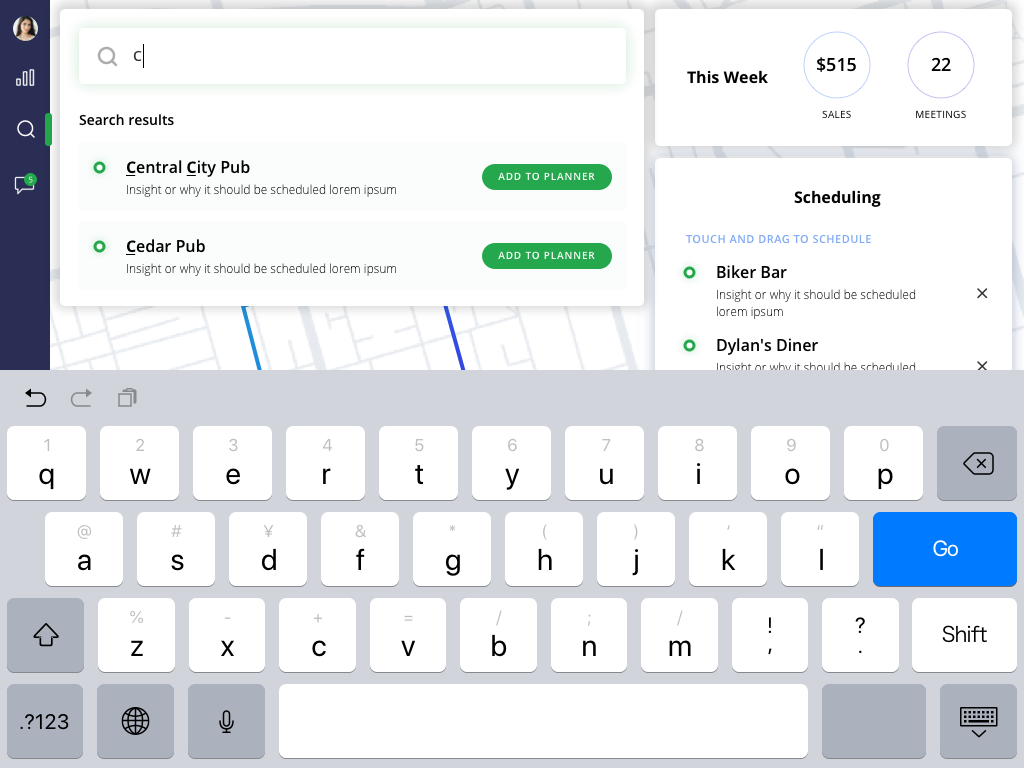 5
c
Search results
Central City Pub
Insight or why it should be scheduled lorem ipsum
ADD TO PLANNER
Cedar Pub
Insight or why it should be scheduled lorem ipsum
ADD TO PLANNER
This Week
$515
SALES
22
MEETINGS
Scheduling
TOUCH AND DRAG TO SCHEDULE
Biker Bar
Insight or why it should be scheduled
lorem ipsum
Dylan's Diner
Insight or why it should be scheduled
1 2 3 4 5 6 7 8 9 0
q w e r t y u i o p
@ # ¥ & * ( ) ' "
a s d f g h j k l
Go
% - + = / ; / ! ?
z x c v b n m , .
Shift
.?123